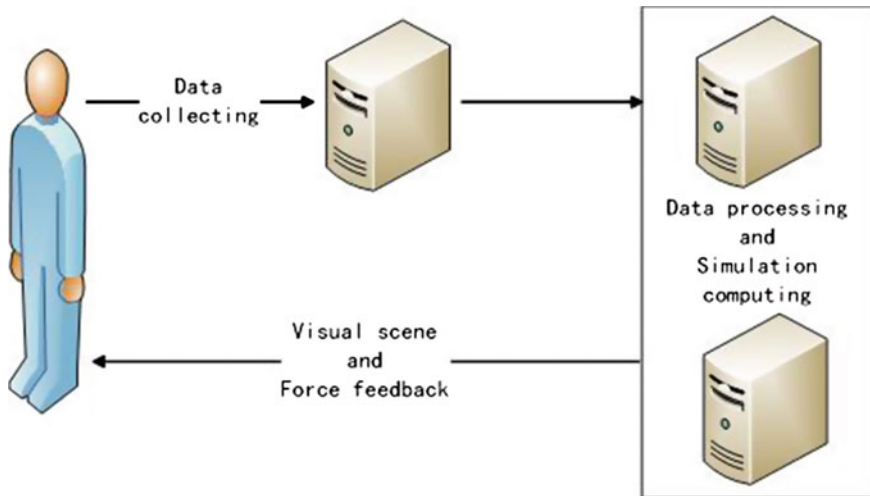 Data
collecting
Data processing
and
Simulation
computing
Visual scene
and
Force feedback